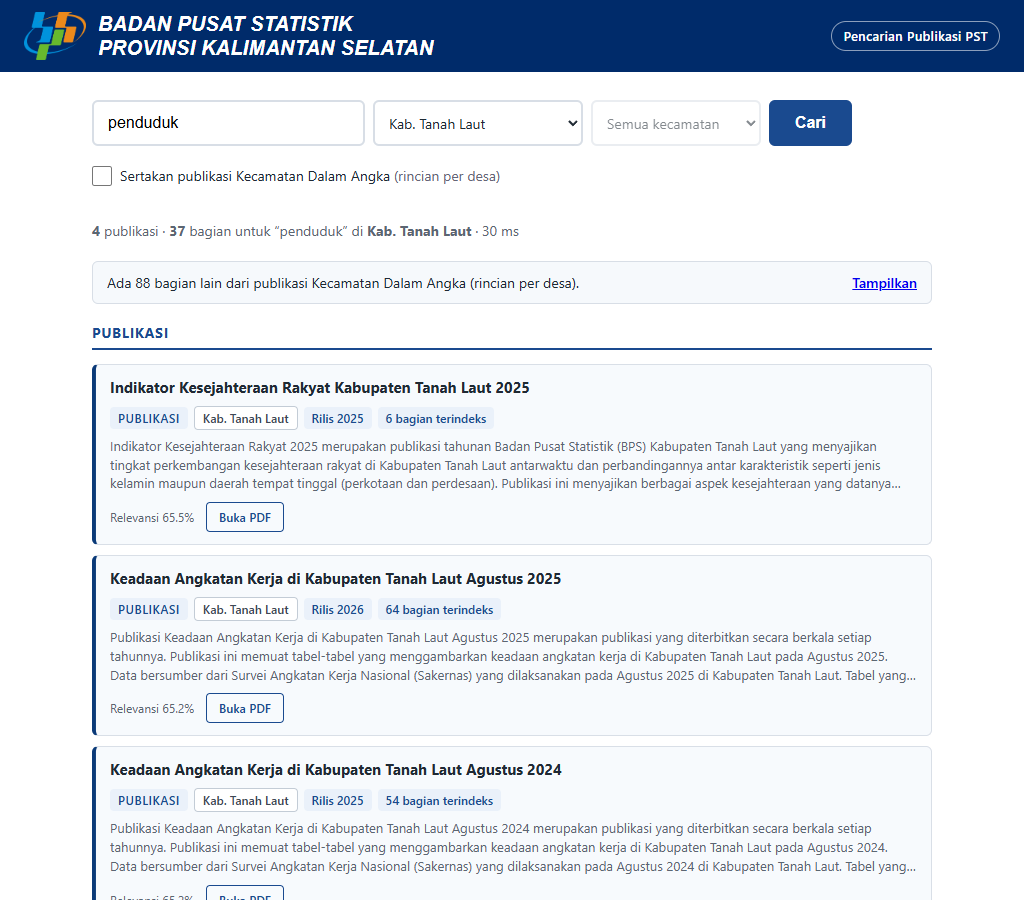 BADAN PUSAT STATISTIK
PROVINSI KALIMANTAN SELATAN
Pencarian Publikasi PST
penduduk
Kab. Tanah Laut
Semua kecamatan
Cari
Sertakan publikasi Kecamatan Dalam Angka (rincian per desa)
4 publikasi · 37 bagian untuk “penduduk” di Kab. Tanah Laut · 30 ms
Ada 88 bagian lain dari publikasi Kecamatan Dalam Angka (rincian per desa).
Tampilkan
PUBLIKASI
Indikator Kesejahteraan Rakyat Kabupaten Tanah Laut 2025
PUBLIKASI Kab. Tanah Laut Rilis 2025 6 bagian terindeks
Indikator Kesejahteraan Rakyat 2025 merupakan publikasi tahunan Badan Pusat Statistik (BPS) Kabupaten Tanah Laut yang menyajikan
tingkat perkembangan kesejahteraan rakyat di Kabupaten Tanah Laut antarwaktu dan perbandingannya antar karakteristik seperti jenis
kelamin maupun daerah tempat tinggal (perkotaan dan perdesaan). Publikasi ini menyajikan berbagai aspek kesejahteraan yang datanya...
Relevansi 65.5% Buka PDF
Keadaan Angkatan Kerja di Kabupaten Tanah Laut Agustus 2025
PUBLIKASI Kab. Tanah Laut Rilis 2026 64 bagian terindeks
Publikasi Keadaan Angkatan Kerja di Kabupaten Tanah Laut Agustus 2025 merupakan publikasi yang diterbitkan secara berkala setiap
tahunnya. Publikasi ini memuat tabel-tabel yang menggambarkan keadaan angkatan kerja di Kabupaten Tanah Laut pada Agustus 2025.
Data bersumber dari Survei Angkatan Kerja Nasional (Sakernas) yang dilaksanakan pada Agustus 2025 di Kabupaten Tanah Laut. Tabel yang...
Relevansi 65.2% Buka PDF
Keadaan Angkatan Kerja di Kabupaten Tanah Laut Agustus 2024
PUBLIKASI Kab. Tanah Laut Rilis 2025 54 bagian terindeks
Publikasi Keadaan Angkatan Kerja di Kabupaten Tanah Laut Agustus 2024 merupakan publikasi yang diterbitkan secara berkala setiap
tahunnya. Publikasi ini memuat tabel-tabel yang menggambarkan keadaan angkatan kerja di Kabupaten Tanah Laut pada Agustus 2024.
Data bersumber dari Survei Angkatan Kerja Nasional (Sakernas) yang dilaksanakan pada Agustus 2024 di Kabupaten Tanah Laut. Tabel yang...
Relevansi 65.2% Buka PDF